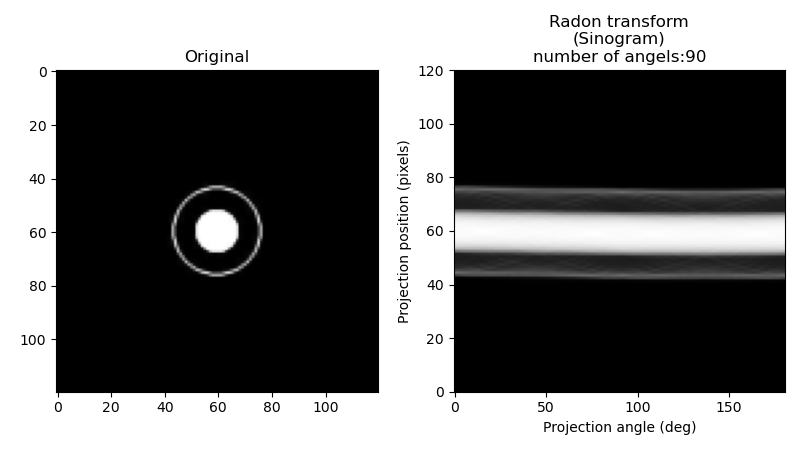 Original
0
20
40
60
80
100
0 20 40 60 80 100
Radon transform
(Sinogram)
number of angels:90
Projection position (pixels)
120
100
80
60
40
20
0
0 50 100 150
Projection angle (deg)